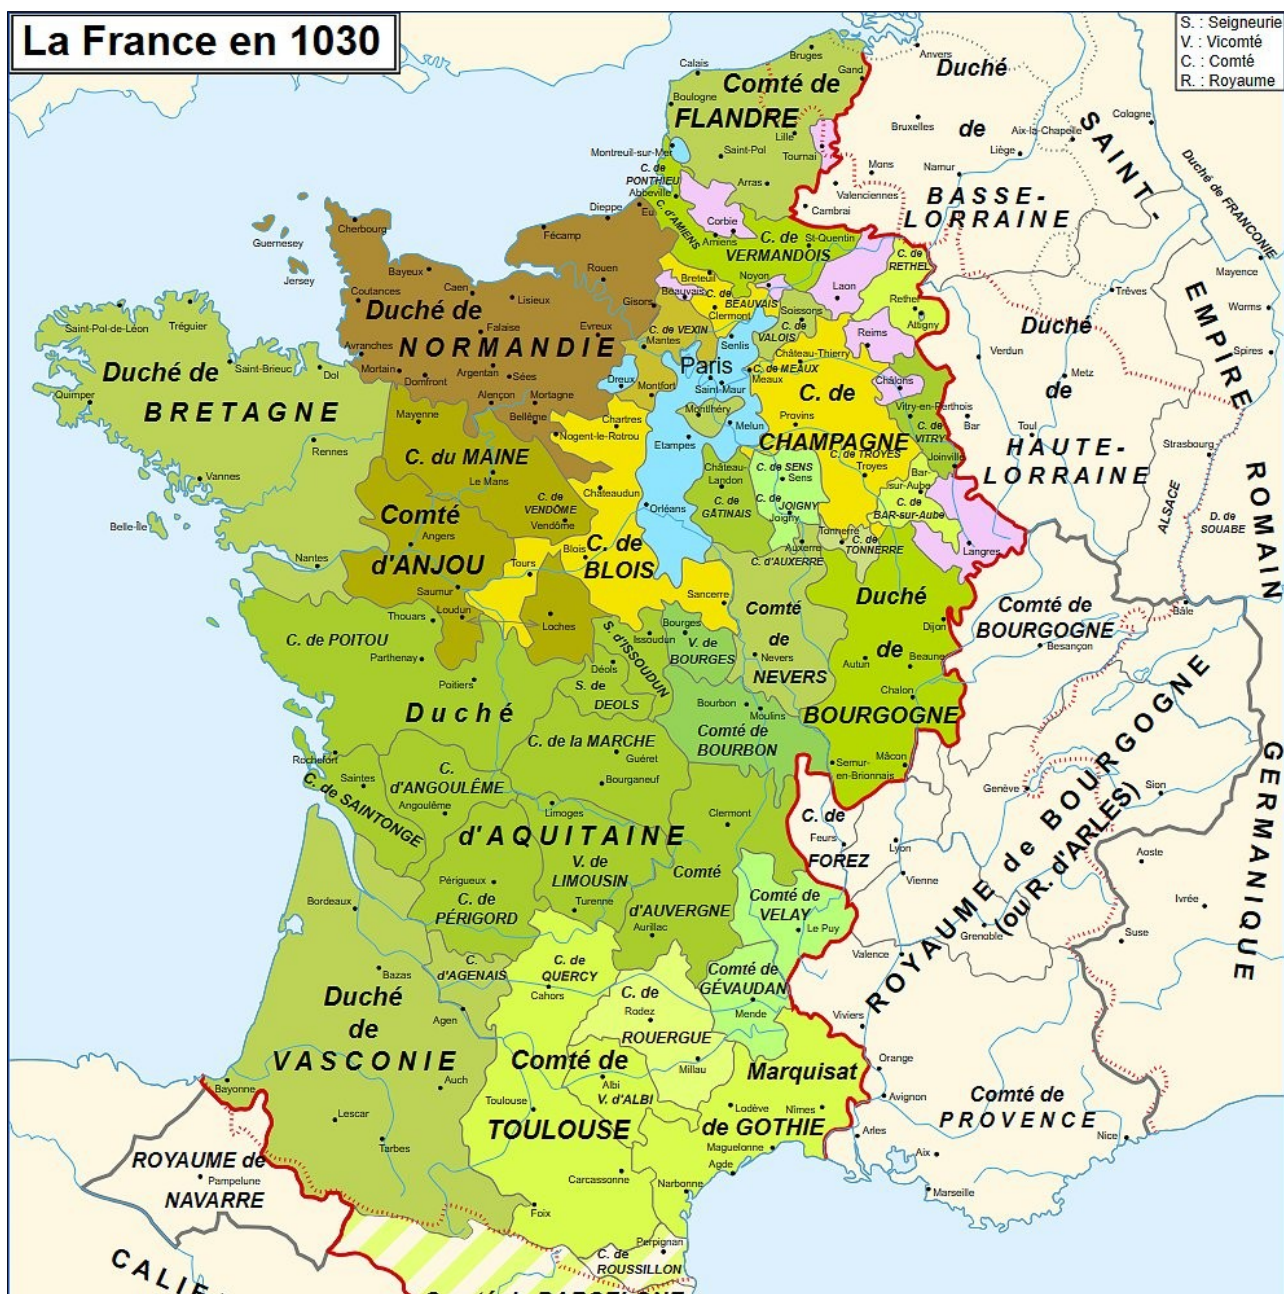 La France en 1030
S. : Seigneurie
V. : Vicomté
C. : Comté
R. : Royaume
Bruges
Anvers
Calais
Gand
Duché
Comté de
FLANDRE
Boulogne
Cologne
Bruxelles
de
Aix-la-Chapelle
Lille
Liège
SAINT-
Montreuil-sur-Mer
Saint-Pol
Tournai
Mons
Namur
Duché de FRANCONIE
C. de
PONTHIEU
Arras
Valenciennes
BASSE-
LORRAINE
Abbeville
Cambrai
Dieppe
Eu
C. d'AMIENS
Corbie
Amiens
Cherbourg
Guernesey
Fécamp
C. de
VERMANDOIS
St-Quentin
C. de
RETHEL
Jersey
Bayeux
Rouen
Breteuil
Noyon
Laon
Mayence
Coutances
Caen
Lisieux
Gisors
Beauvais
C. de
BEAUVAIS
Clermont
Rethel
Trèves
EMPIRE
Worms
Saint-Pol-de-Léon
Tréguier
Duché de
NORMANDIE
Falaise
Evreux
C. de VEXIN
Mantes
Soissons
C. de
VALOIS
Senlis
Attigny
Reims
Duché
Avranches
Mortain
Argentan
Sées
Domfront
Château-Thierry
Verdun
Spires
Saint-Brieuc
Dol
Paris
C. de MEAUX
Meaux
Metz
Duché de
BRETAGNE
Quimper
Dreux
Montfort
Saint-Maur
Châlons
de
Alençon
Mortagne
Bellême
C. de
CHAMPAGNE
Mayenne
Chartres
Montlhéry
Melun
Provins
Vitry-en-Perthois
Bar
C. de
VITRY
Toul
Rennes
Nogent-le-Rotrou
Etampes
C. de TROYES
Troyes
Joinville
HAUTE-
LORRAINE
Strasbourg
C. du MAINE
Le Mans
Château-
Landon
C. de SENS
Sens
Bar-
sur-Aube
ROMAIN
Vannes
Châteaudun
C. de
GÂTINAIS
C. de
JOIGNY
Joigny
C. de
BAR-sur-Aube
ALSACE
C. de
VENDÔME
Vendôme
Orléans
D. de
SOUABE
Belle-Île
Comté
d'ANJOU
Angers
Tonnerre
C. de
TONNERRE
Auxerre
C. d'AUXERRE
Langres
Nantes
Blois
C. de
BLOIS
Tours
Saumur
Sancerre
Comté
de
NEVERS
Nevers
Duché
de
BOURGOGNE
Comté de
BOURGOGNE
Bâle
Thouars
Loudun
Loches
Bourges
V. de
BOURGES
Issoudun
S. d'ISSOUDUN
Dijon
Besançon
C. de POITOU
Parthenay
Déols
S. de
DEOLS
Autun
Beaune
Poitiers
Chalon
Duché
d'AQUITAINE
Bourbon
Moulins
Comté de
BOURBON
C. de la MARCHE
Guéret
Bourganeuf
Semur-
en-Brionnais
Mâcon
Rochefort
C. de SAINTONGE
Saintes
C.
d'ANGOULÊME
Angoulême
Genève
Sion
GERMANIQUE
ROYAUME de BOURGOGNE
(ou R. d'ARLES)
Limoges
Clermont
C. de
FOREZ
Feurs
Lyon
Aoste
V. de
LIMOUSIN
Comté
d'AUVERGNE
Vienne
Périgueux
C. de
PÉRIGORD
Turenne
Comté de
VELAY
Le Puy
Ivrée
Bordeaux
Aurillac
Grenoble
Suse
Valence
C.
d'AGENAIS
C. de
QUERCY
Cahors
Comté de
GÉVAUDAN
Mende
Bazas
Duché
de
VASCONIE
Agen
C. de
ROUERGUE
Rodez
Viviers
Comté de
TOULOUSE
Millau
Marquisat
de GOTHIE
Orange
Bayonne
Auch
Albi
V. d'ALBI
Avignon
Comté de
PROVENCE
Lescar
Toulouse
Lodève
Nîmes
Arles
Nice
Tarbes
Maguelonne
Agde
Aix
ROYAUME de
NAVARRE
Pampelune
Carcassonne
Narbonne
Marseille
Foix
Perpignan
C. de
ROUSSILLON